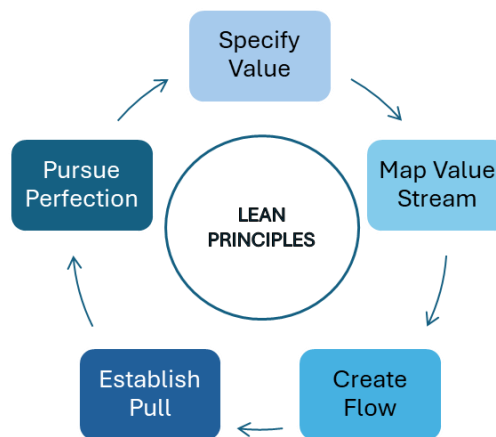 Specify
Value
Map Value
Stream
Create
Flow
Establish
Pull
Pursue
Perfection
LEAN
PRINCIPLES